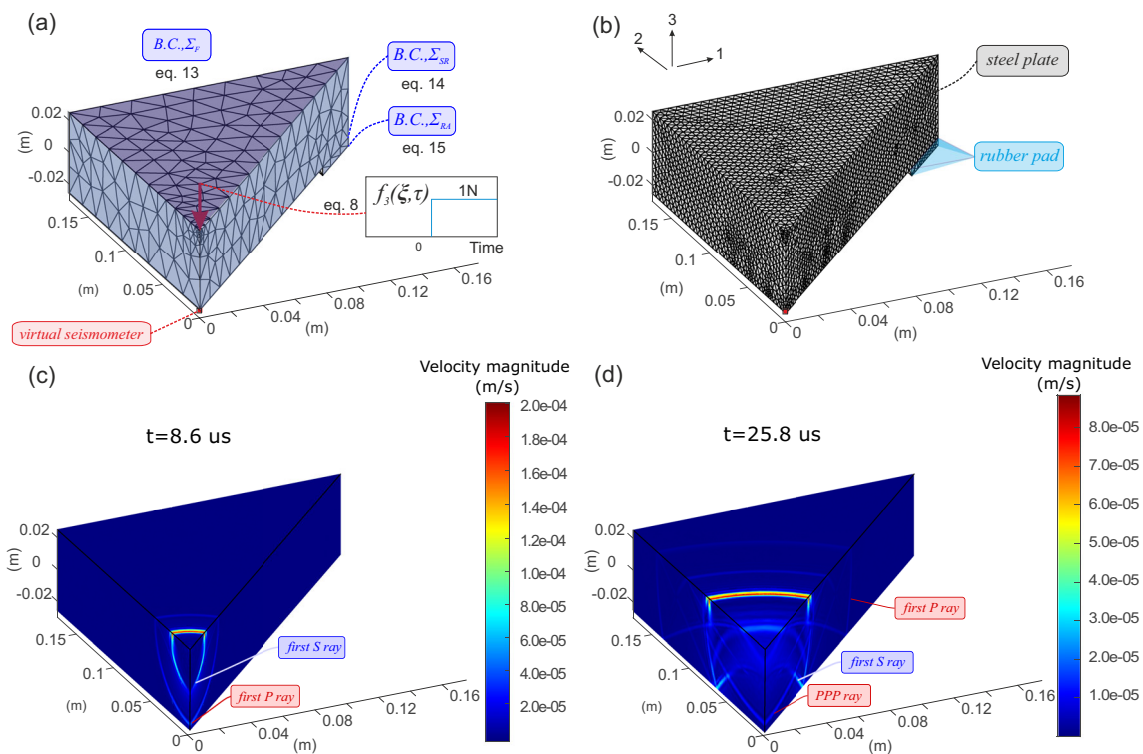 (a)
B.C.,Σ_F
eq. 13
B.C.,Σ_SR
eq. 14
B.C.,Σ_RA
eq. 15
0.02
0
-0.02
(m)
eq. 8
f_3(ξ,τ)
1N
0
Time
0.15
0.1
0.05
0
(m)
0
0.04
0.08
0.12
0.16
(m)
virtual seismometer
(b)
3
2
1
steel plate
rubber pad
0.02
0
-0.02
(m)
0.15
0.1
0.05
0
(m)
0
0.04
0.08
0.12
0.16
(m)
(c)
Velocity magnitude
(m/s)
2.0e-04
1.8e-04
1.6e-04
1.4e-04
1.2e-04
1.0e-04
8.0e-05
6.0e-05
4.0e-05
2.0e-05
t=8.6 us
0.02
0
-0.02
(m)
first S ray
first P ray
0.15
0.1
0.05
0
(m)
0
0.04
0.08
0.12
0.16
(m)
(d)
Velocity magnitude
(m/s)
8.0e-05
7.0e-05
6.0e-05
5.0e-05
4.0e-05
3.0e-05
2.0e-05
1.0e-05
t=25.8 us
0.02
0
-0.02
(m)
first P ray
first S ray
PPP ray
0.15
0.1
0.05
0
(m)
0
0.04
0.08
0.12
0.16
(m)